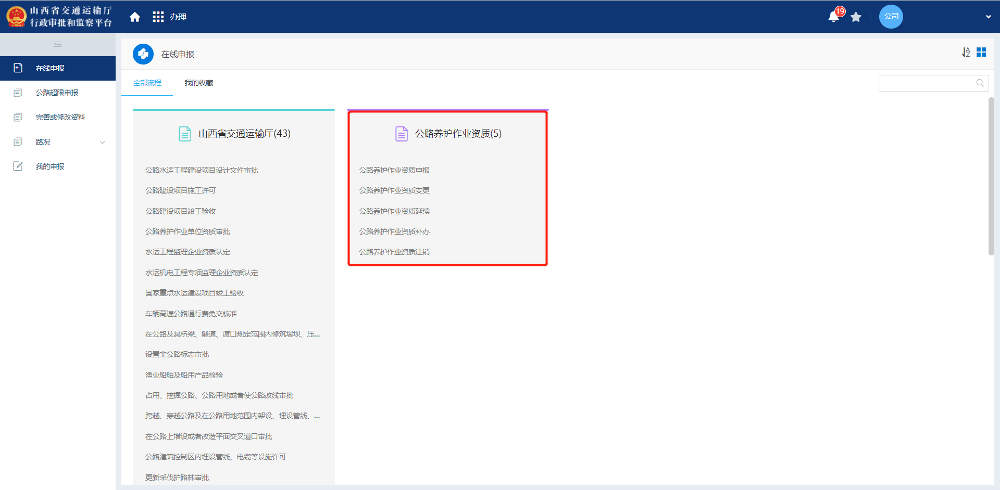 山西省交通运输厅
行政审批和监察平台
办理
19
公司
在线申报
公路超限申报
完善或修改资料
路况
我的申报
在线申报
全部流程
我的收藏
山西省交通运输厅(43)
公路水运工程建设项目设计文件审批
公路建设项目施工许可
公路建设项目竣工验收
公路养护作业单位资质审批
水运工程监理企业资质认定
水运机电工程专项监理企业资质认定
国家重点水运建设项目竣工验收
车辆高速公路通行费免交核准
在公路及其桥梁、隧道、渡口规定范围内修筑堤坝、压...
设置非公路标志审批
渔业船舶及船用产品检验
占用、挖掘公路、公路用地或者使公路改线审批
跨越、穿越公路及在公路用地范围内架设、埋设管线、...
在公路上增设或者改造平面交叉道口审批
公路建筑控制区内埋设管线、电缆等设施许可
更新采伐护路林审批
公路养护作业资质(5)
公路养护作业资质申报
公路养护作业资质变更
公路养护作业资质延续
公路养护作业资质补办
公路养护作业资质注销